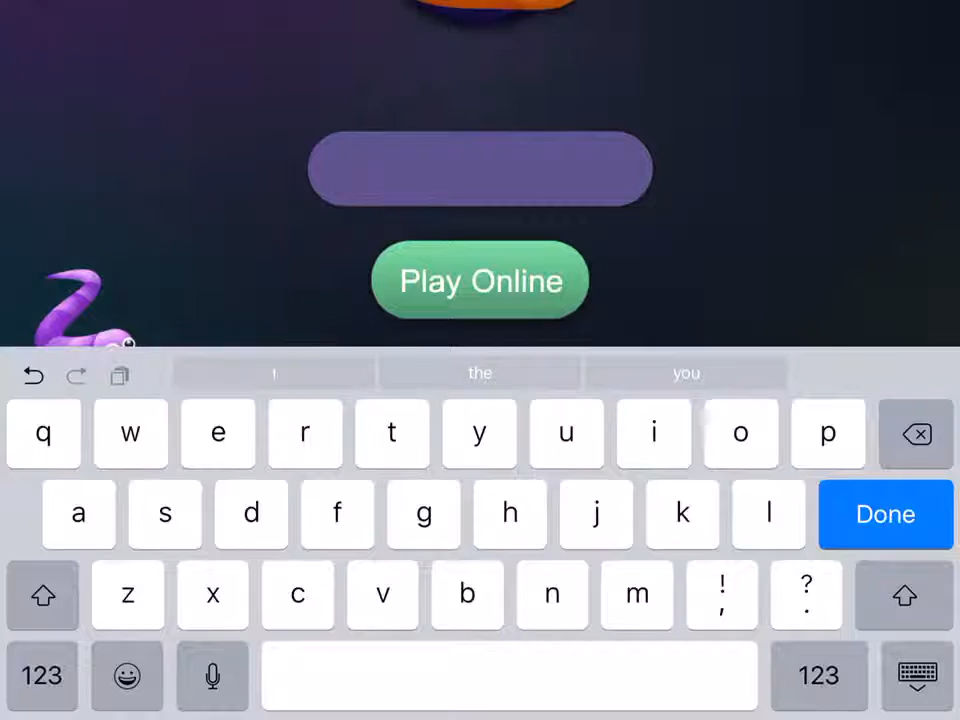 Play Online
I the you
q w e r t y u i o p
a s d f g h j k l Done
z x c v b n m ! , ? .
123 123